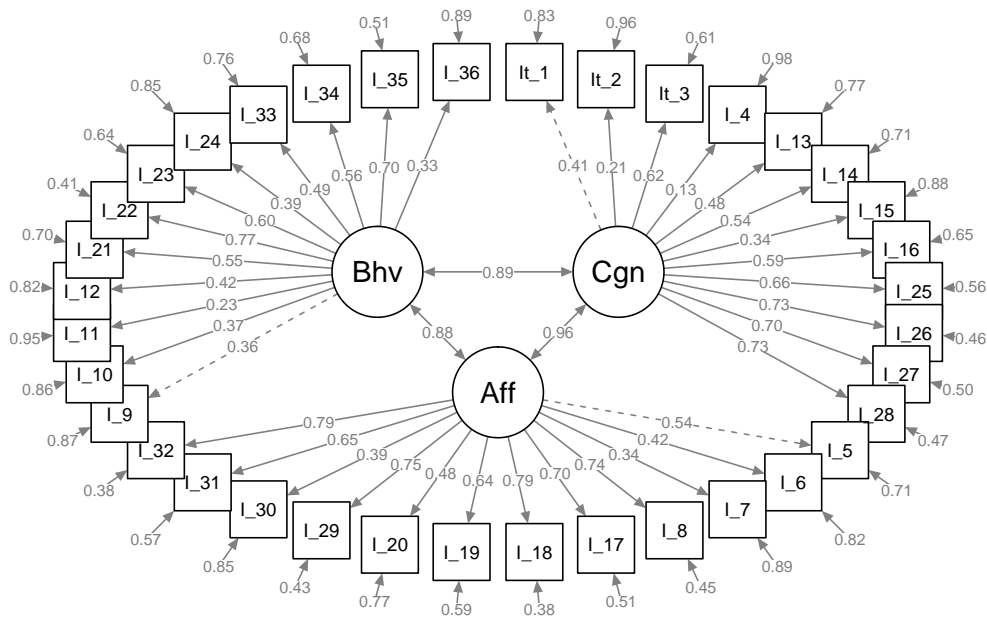 0.51 0.89 0.83 0.96
0.68 0.61
0.76 0.98
0.85 0.77
I_36 It_1
I_35 It_2
I_34 It_3
I_33 I_4
0.64 0.71
I_24 I_13
I_23 I_14
0.41 0.88
I_22 I_15
0.70 0.65
I_21 I_16
0.56 0.70 0.33 0.41 0.21 0.62 0.13
0.49 0.48
0.39 0.54
0.60 0.34
0.77 0.59
0.55 0.66
0.42 0.73
0.23 0.70
0.37 0.73
0.36
Bhv 0.89 Cgn
0.82 I_12 I_25 0.56
0.95 I_11 I_26 0.46
0.88 0.96
0.86 I_10 I_27 0.50
Aff
0.87 I_9 I_28 0.47
0.79 0.54
0.65 0.42
0.39 0.34
0.75 0.74
0.48 0.70
0.64 0.79
I_32 I_5
0.38 0.71
I_31 I_6
I_30 I_7
I_29 I_8
I_20 I_17
I_19 I_18
0.57 0.82
0.85 0.89
0.43 0.45
0.77 0.51
0.59 0.38